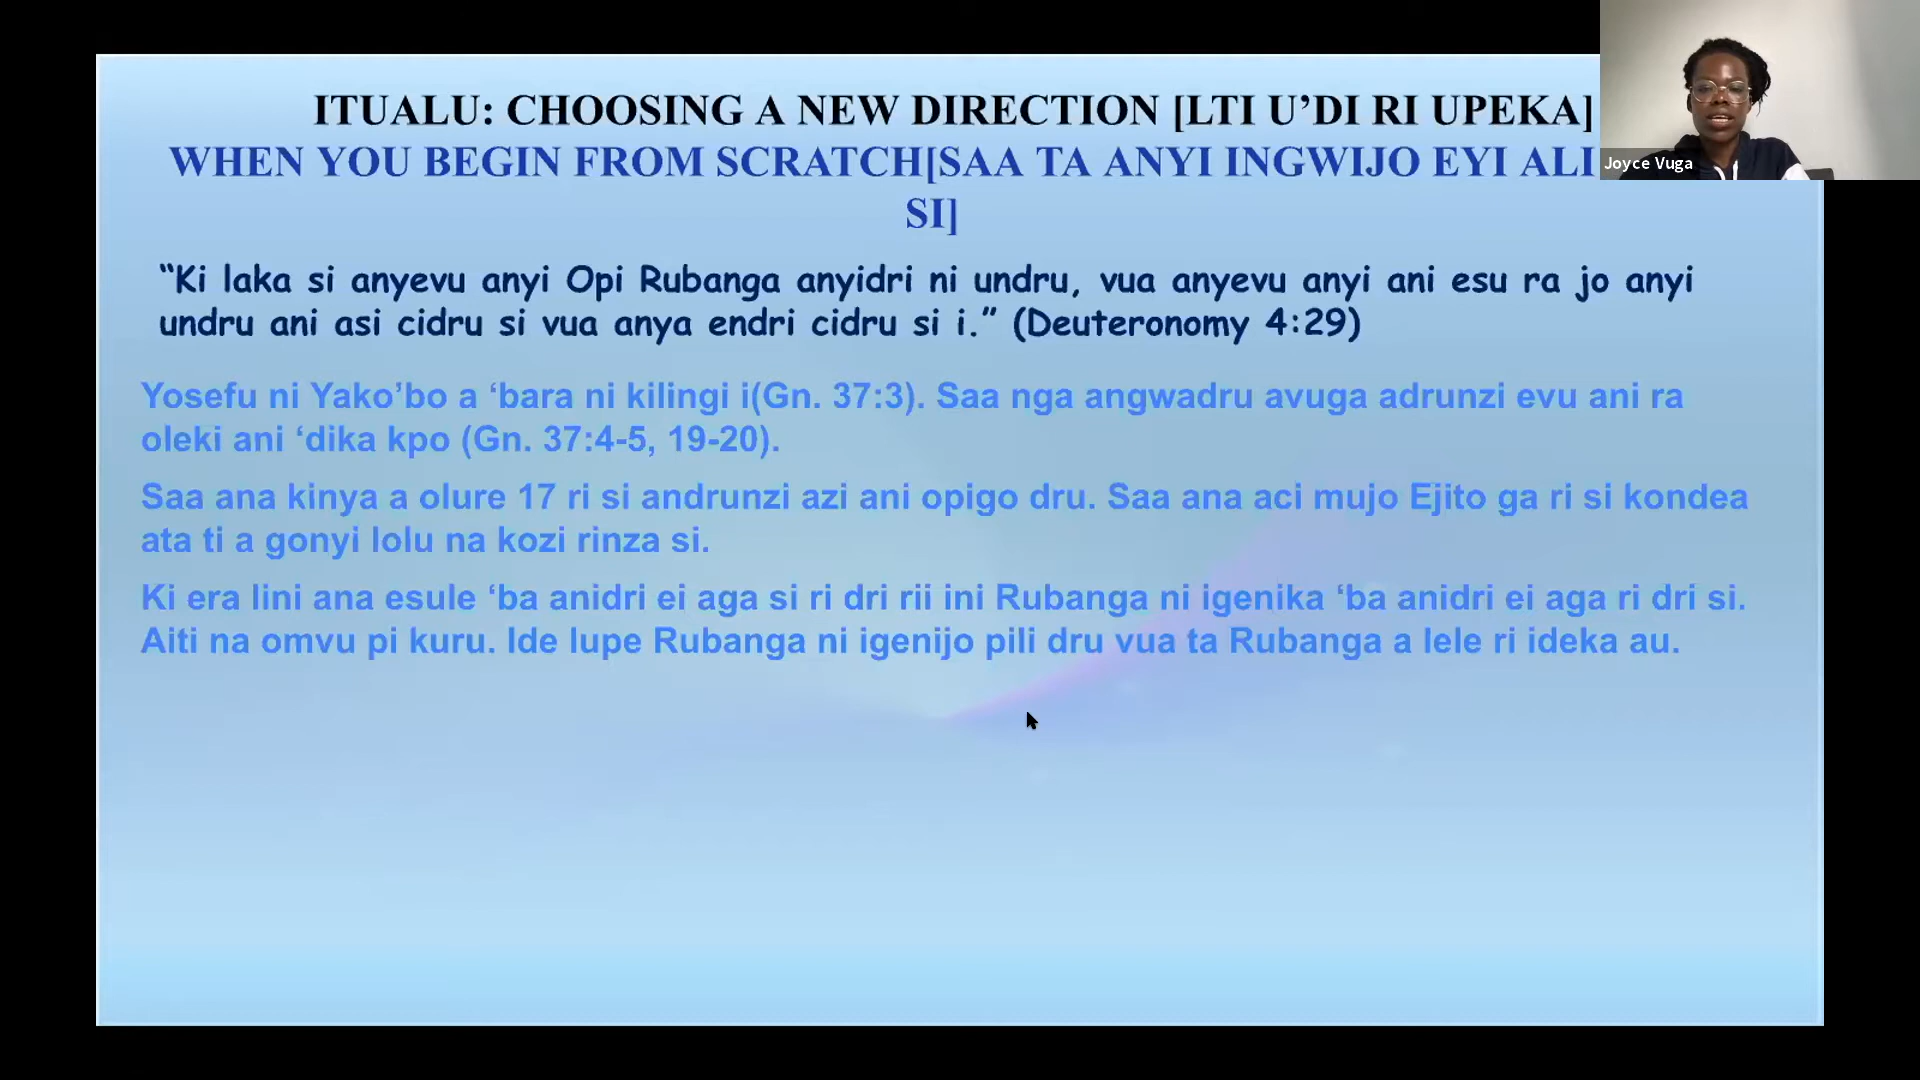 ITUALU: CHOOSING A NEW DIRECTION [LTI U’DI RI UPEKA]
WHEN YOU BEGIN FROM SCRATCH[SAA TA ANYI INGWIJO EYI ALI
SI]
Joyce Vuga
“Ki laka si anyevu anyi Opi Rubanga anyidri ni undru, vua anyevu anyi ani esu ra jo anyi
undru ani asi cidru si vua anya endri cidru si i.” (Deuteronomy 4:29)
Yosefu ni Yako’bo a ‘bara ni kilingi i(Gn. 37:3). Saa nga angwadru avuga adrunzi evu ani ra
oleki ani ‘dika kpo (Gn. 37:4-5, 19-20).
Saa ana kinya a olure 17 ri si andrunzi azi ani opigo dru. Saa ana aci mujo Ejito ga ri si kondea
ata ti a gonyi lolu na kozi rinza si.
Ki era lini ana esule ‘ba anidri ei aga si ri dri rii ini Rubanga ni igenika ‘ba anidri ei aga ri dri si.
Aiti na omvu pi kuru. Ide lupe Rubanga ni igenijo pili dru vua ta Rubanga a lele ri ideka au.